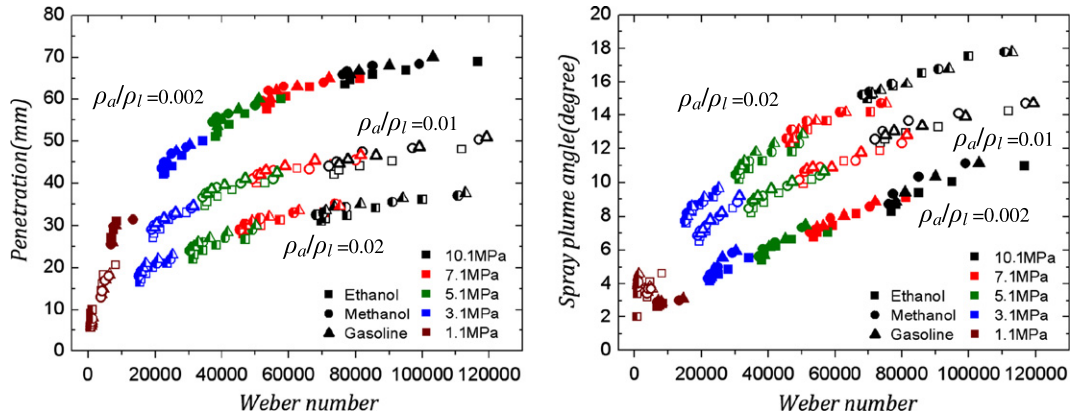 80
70
60
50
40
30
20
10
0
Penetration(mm)
ρa/ρl=0.002
ρa/ρl=0.01
ρa/ρl=0.02
Ethanol
Methanol
Gasoline
10.1MPa
7.1MPa
5.1MPa
3.1MPa
1.1MPa
0 20000 40000 60000 80000 100000 120000
Weber number
20
18
16
14
12
10
8
6
4
2
0
Spray plume angle(degree)
ρa/ρl=0.02
ρa/ρl=0.01
ρa/ρl=0.002
Ethanol
Methanol
Gasoline
10.1MPa
7.1MPa
5.1MPa
3.1MPa
1.1MPa
0 20000 40000 60000 80000 100000 120000
Weber number